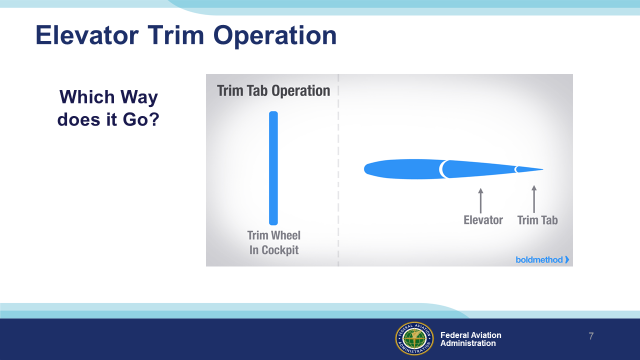 Elevator Trim Operation
Which Way
does it Go?
Trim Tab Operation
Trim Wheel
In Cockpit
Elevator
Trim Tab
boldmethod
Federal Aviation
Administration
7